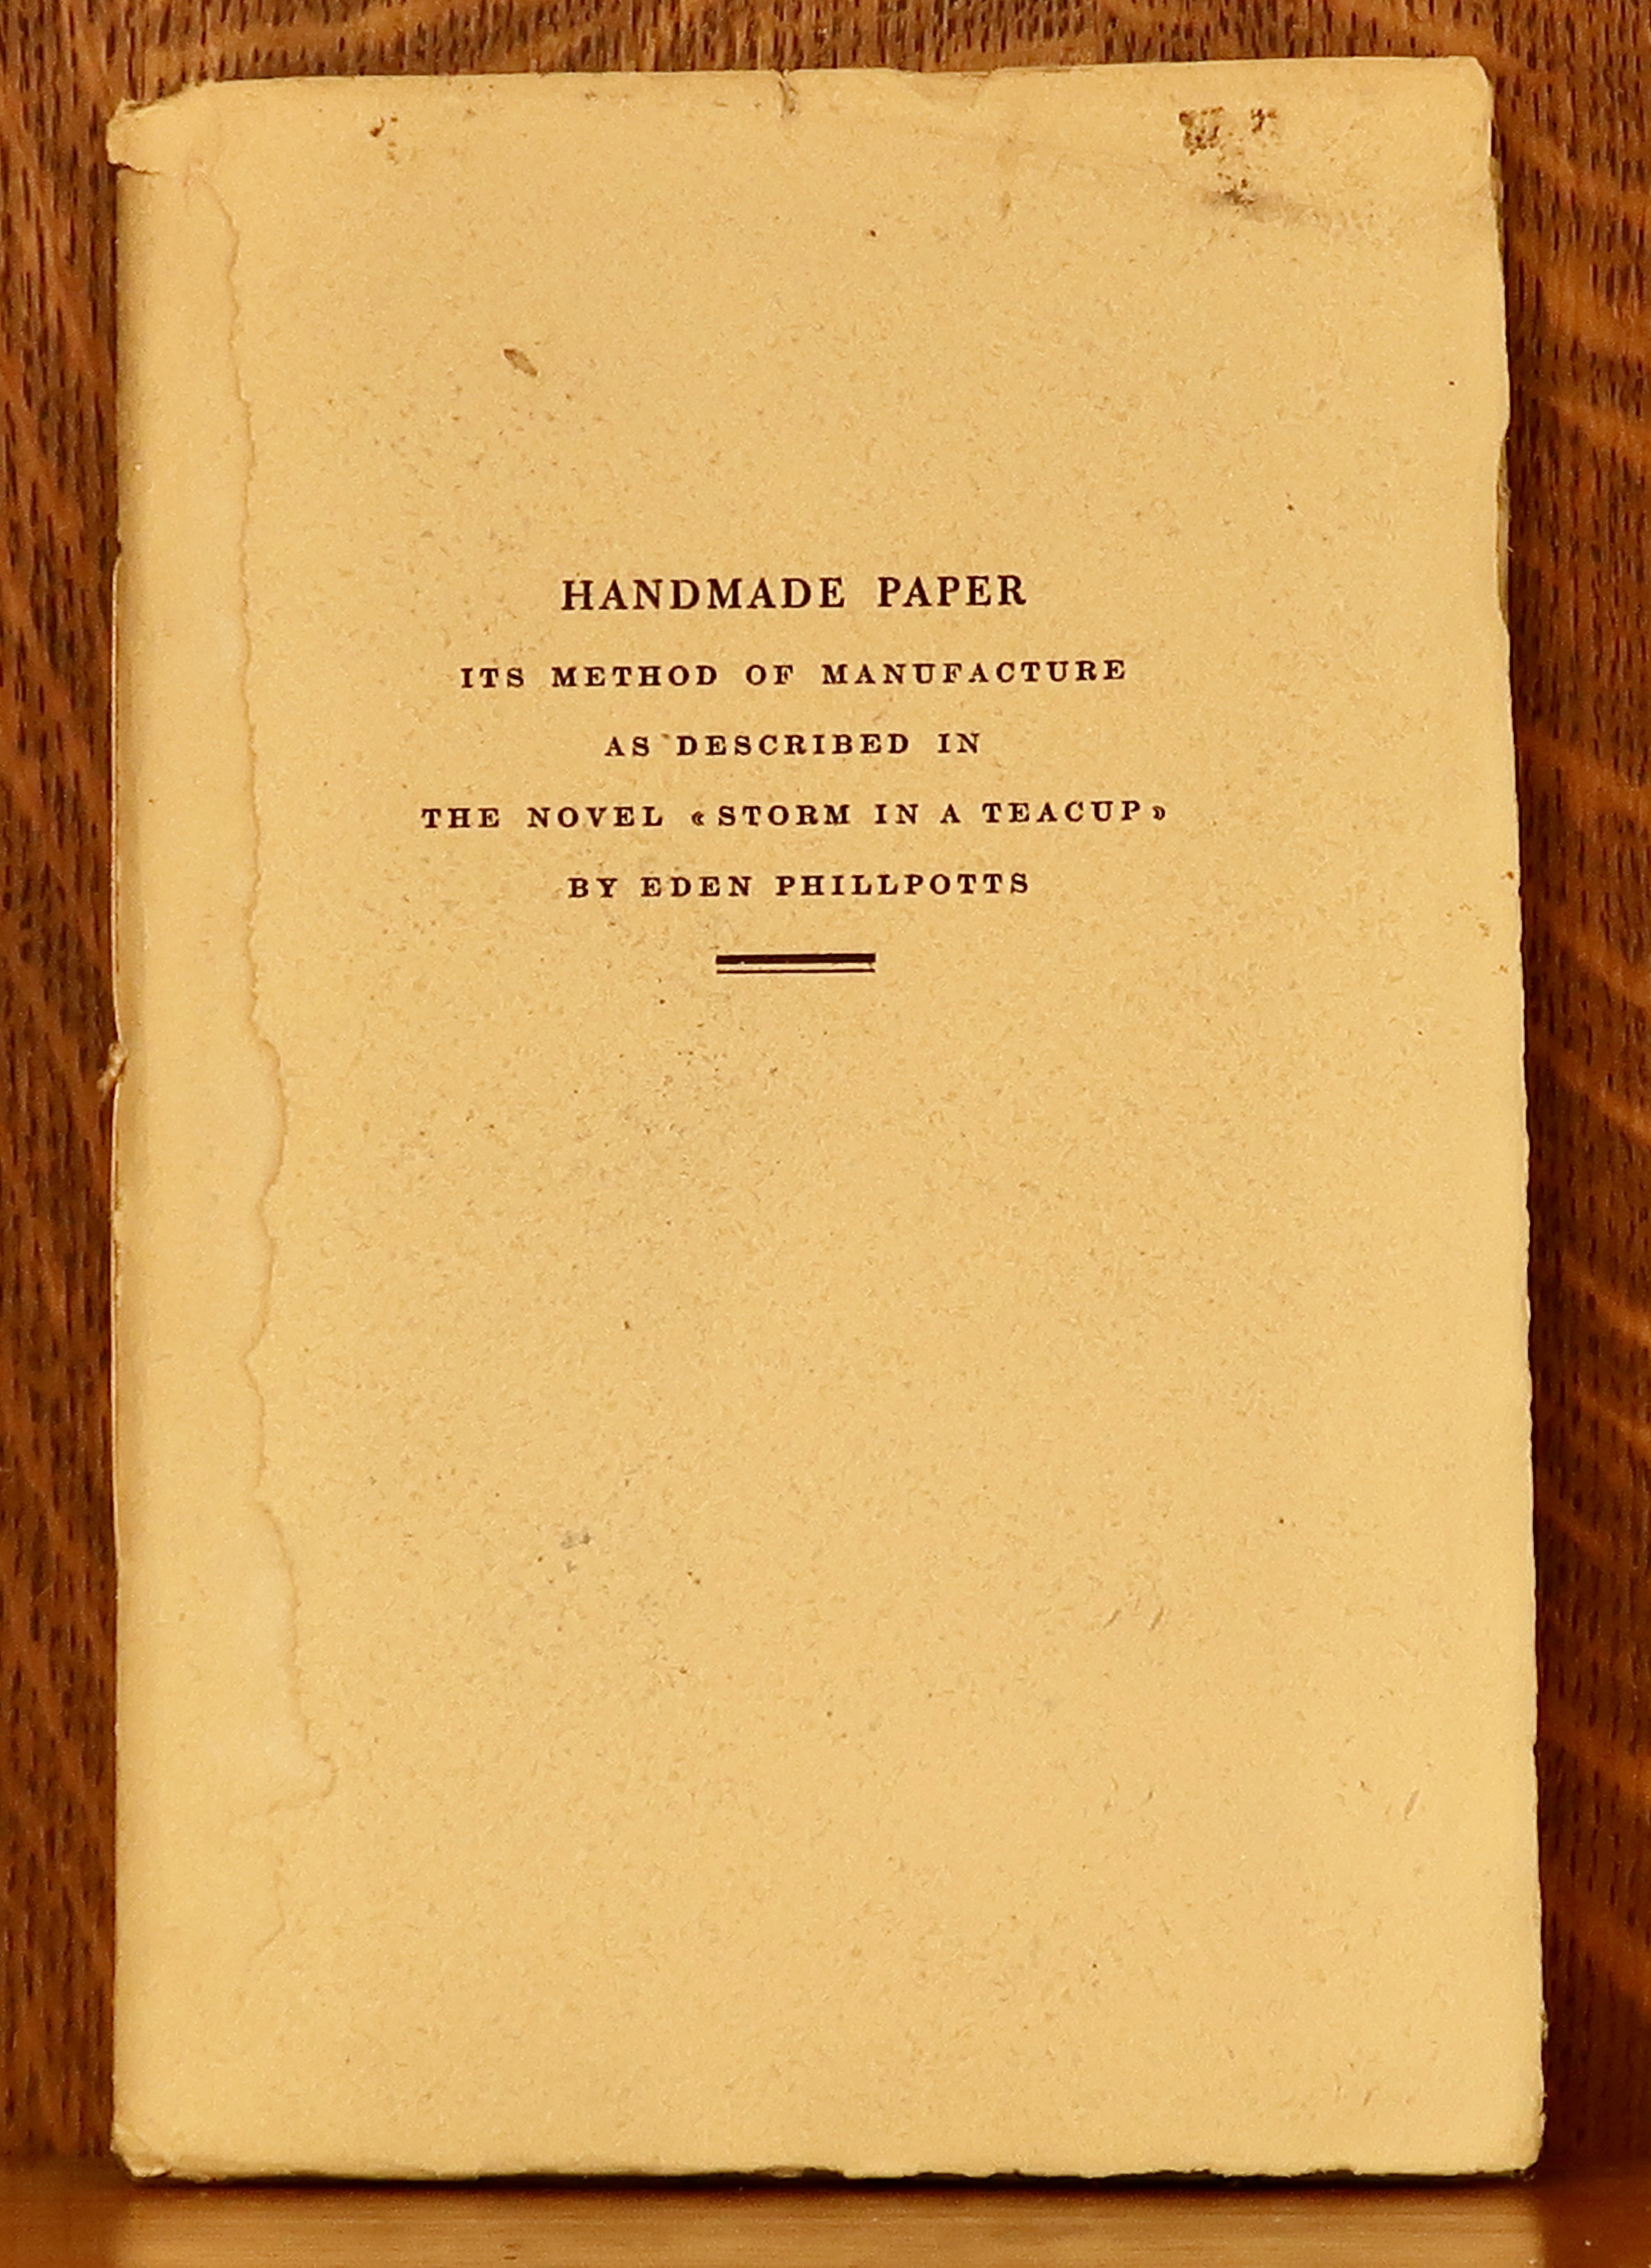 HANDMADE PAPER
ITS METHOD OF MANUFACTURE
AS DESCRIBED IN
THE NOVEL «STORM IN A TEACUP»
BY EDEN PHILLPOTTS